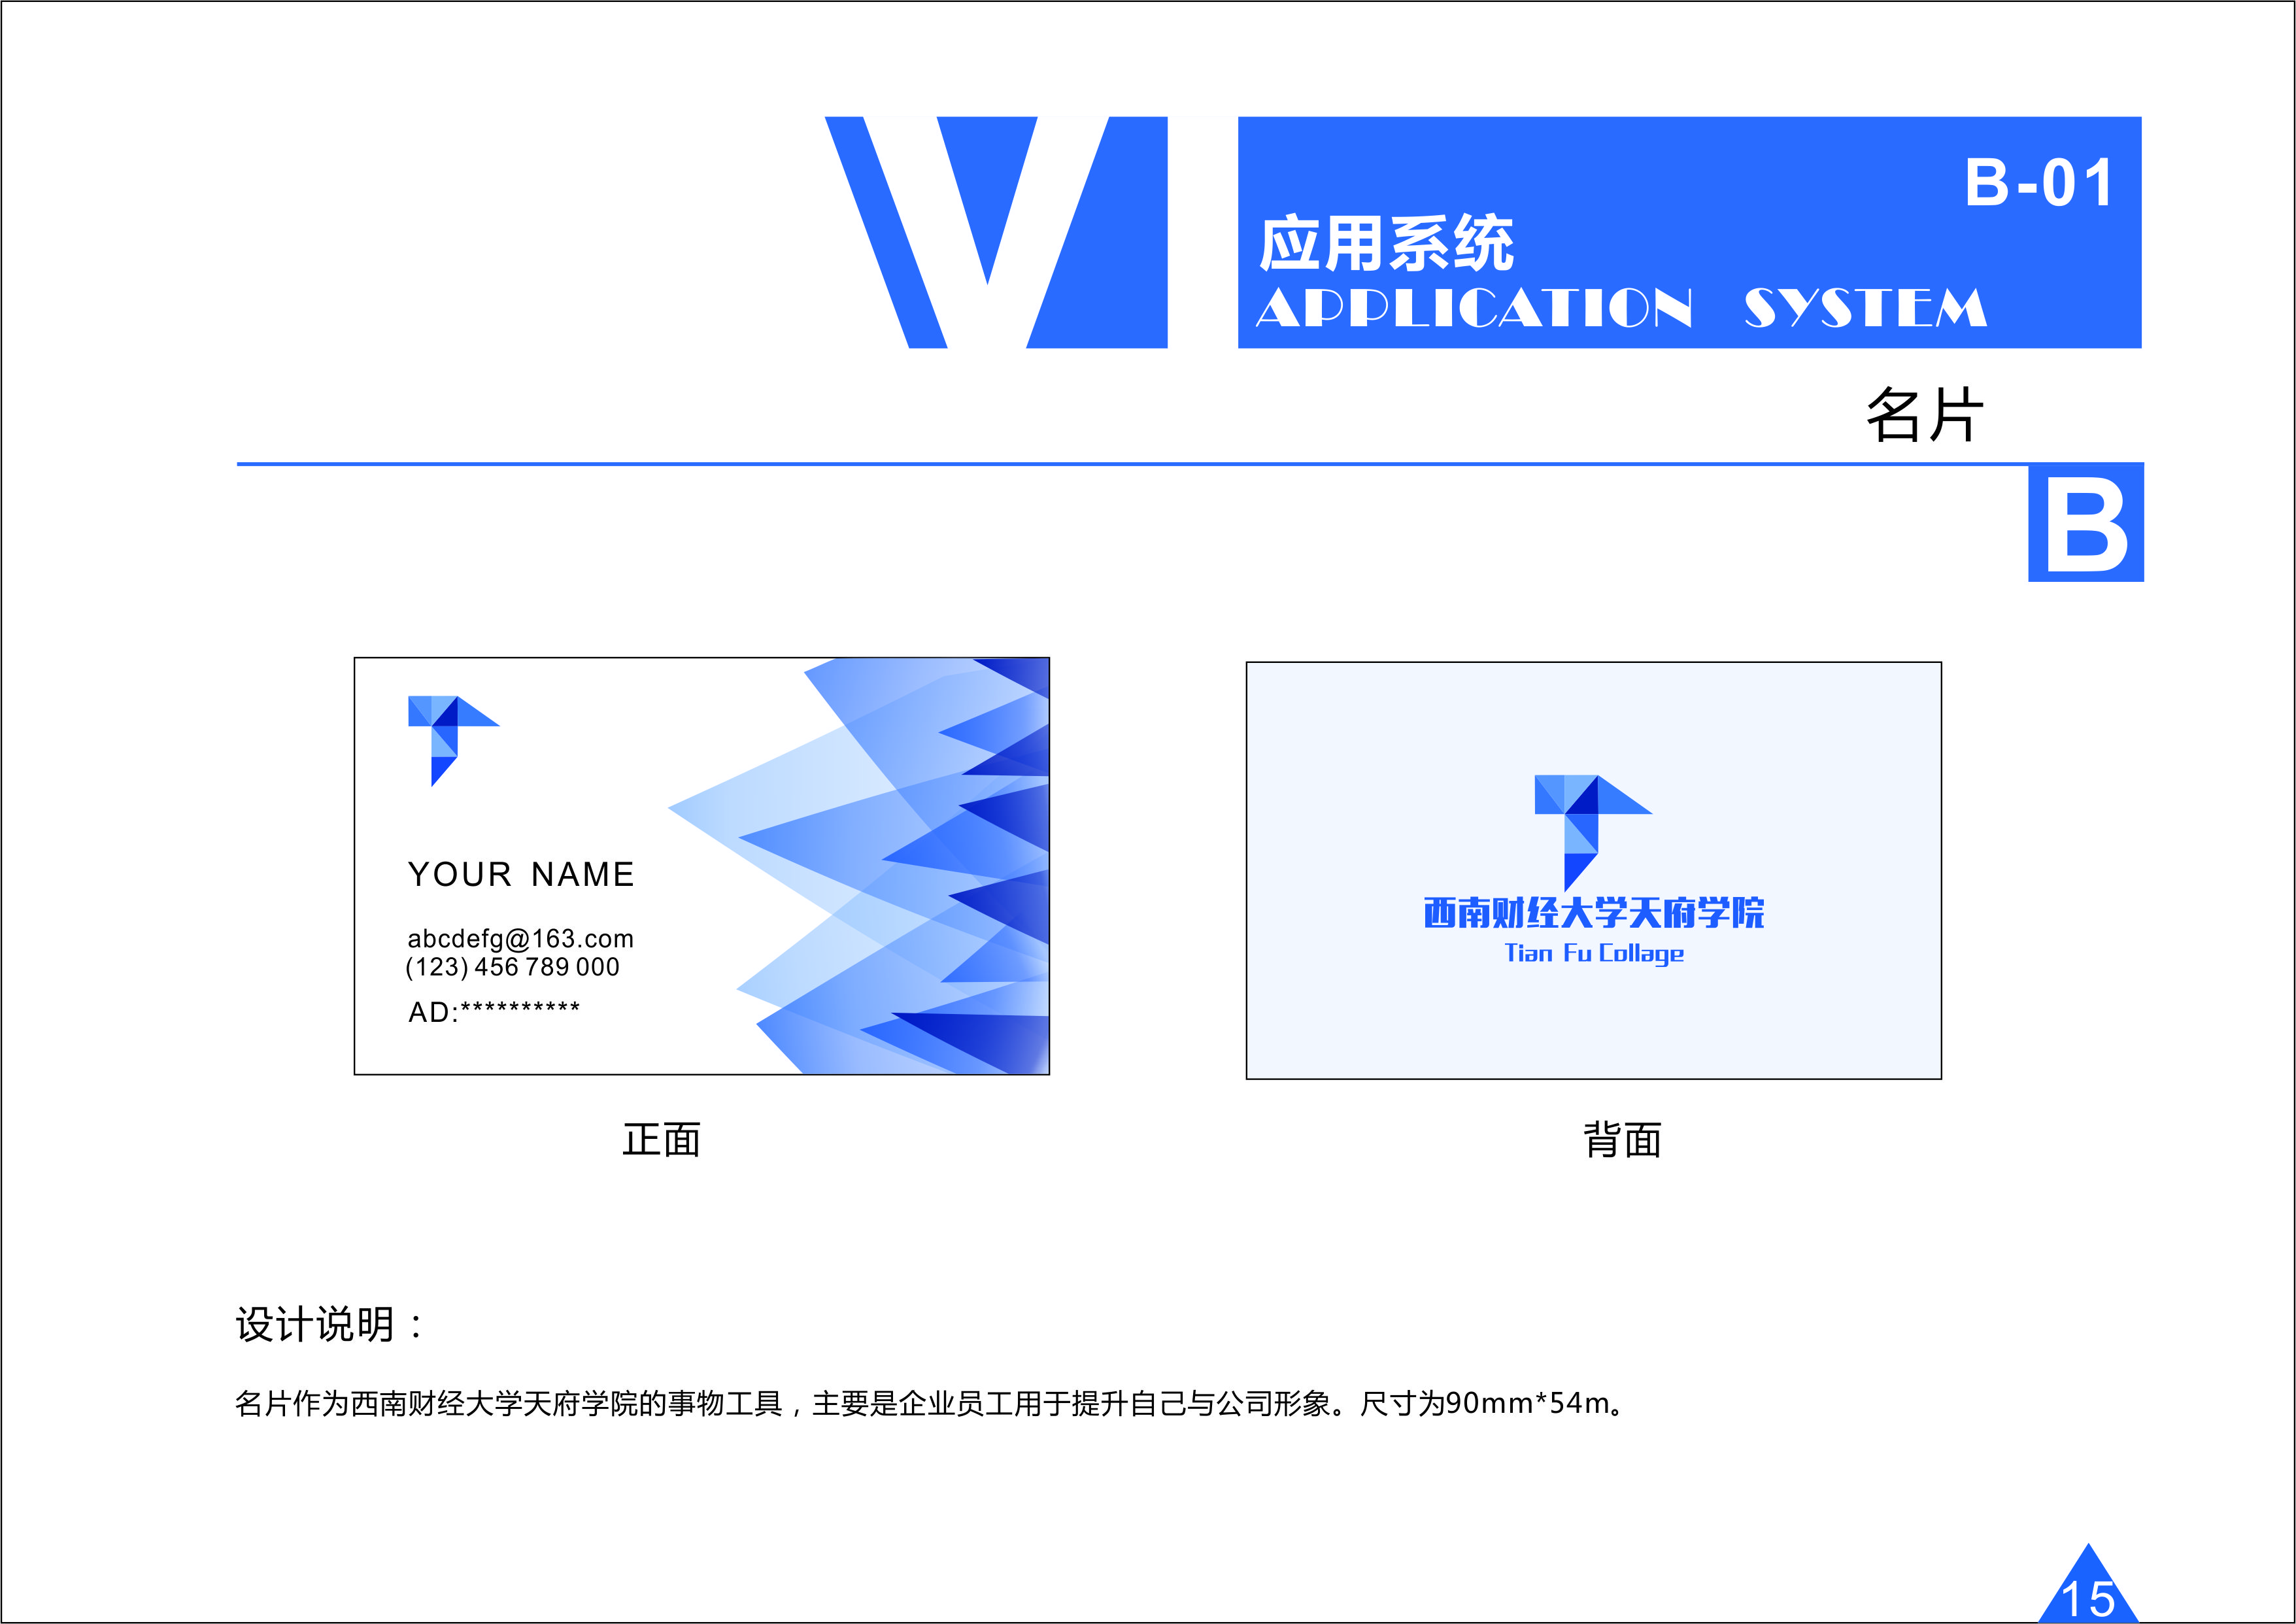 VI
B-01
应用系统
APPLICATION SYSTEM
名片
B
YOUR NAME
abcdefg@163.com
(123) 456 789 000
AD:**********
西南财经大学天府学院
Tian Fu Collage
正面
背面
设计说明：
名片作为西南财经大学天府学院的事物工具，主要是企业员工用于提升自己与公司形象。尺寸为90mm*54m。
15